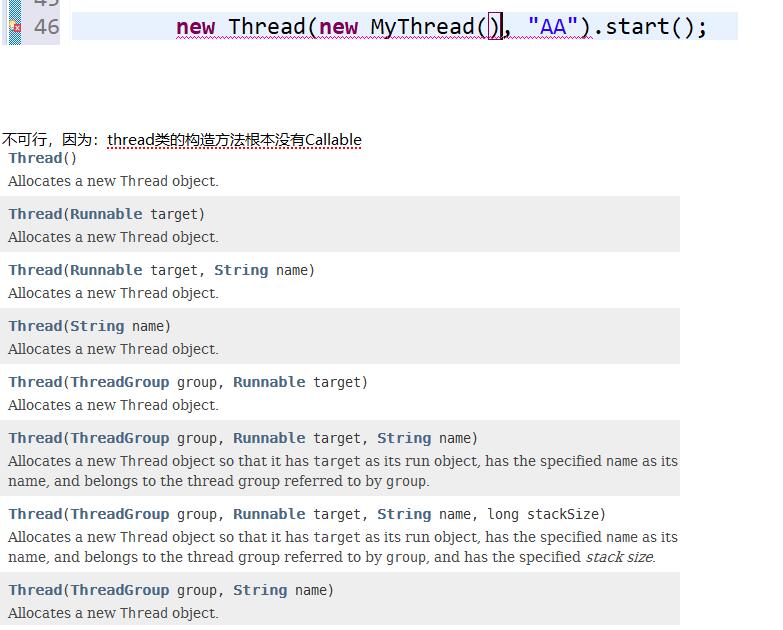 46 new Thread(new MyThread(), "AA").start();
不可行，因为：thread类的构造方法根本没有Callable
Thread()
Allocates a new Thread object.
Thread(Runnable target)
Allocates a new Thread object.
Thread(Runnable target, String name)
Allocates a new Thread object.
Thread(String name)
Allocates a new Thread object.
Thread(ThreadGroup group, Runnable target)
Allocates a new Thread object.
Thread(ThreadGroup group, Runnable target, String name)
Allocates a new Thread object so that it has target as its run object, has the specified name as its
name, and belongs to the thread group referred to by group.
Thread(ThreadGroup group, Runnable target, String name, long stackSize)
Allocates a new Thread object so that it has target as its run object, has the specified name as its
name, and belongs to the thread group referred to by group, and has the specified stack size.
Thread(ThreadGroup group, String name)
Allocates a new Thread object.